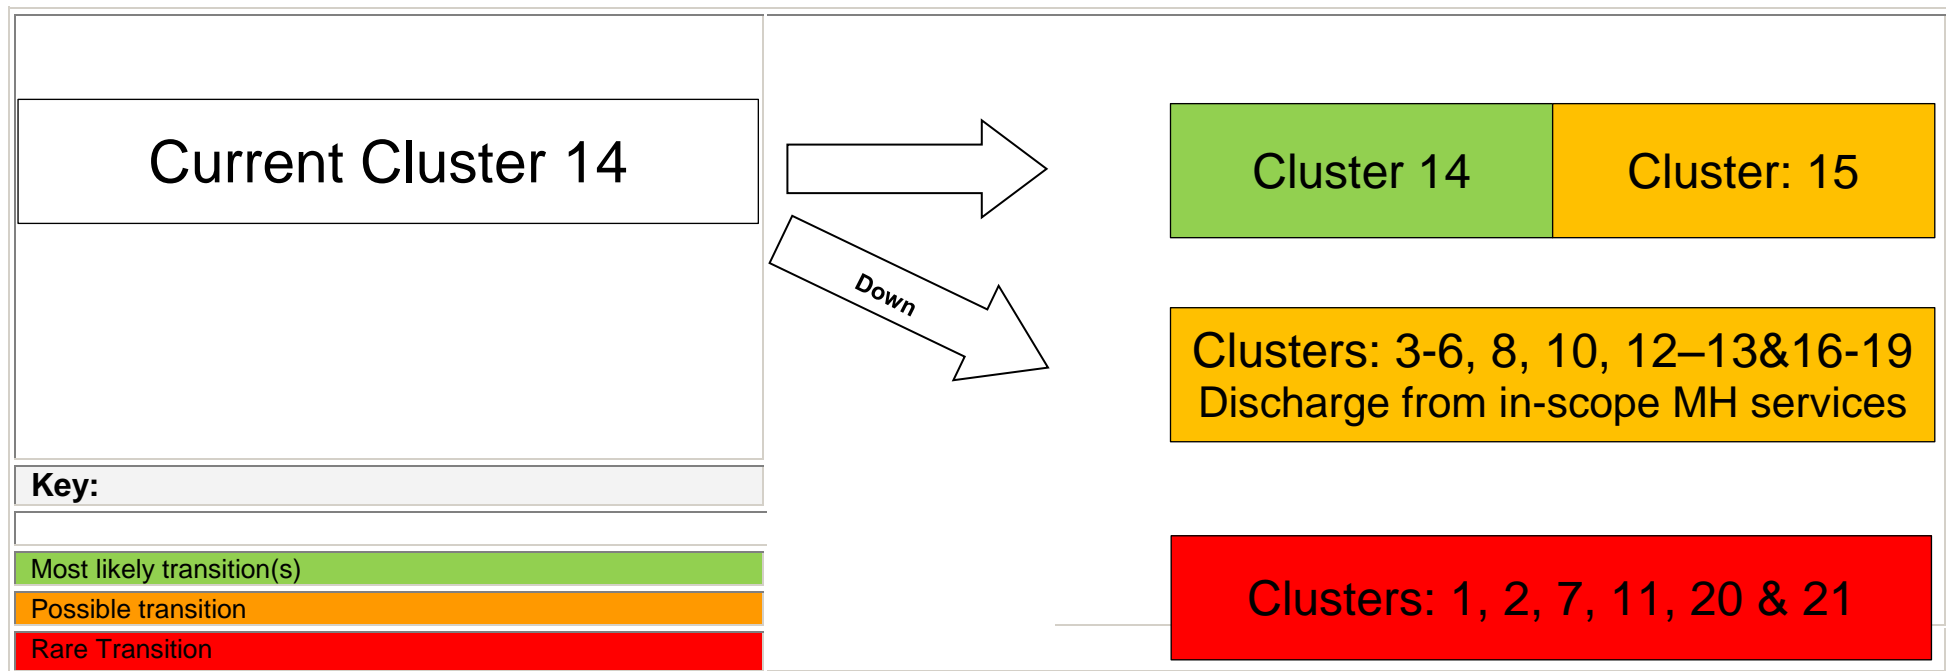 Current Cluster 14
Cluster 14
Cluster: 15
Down
Clusters: 3-6, 8, 10, 12–13&16-19
Discharge from in-scope MH services
Key:
Most likely transition(s)
Possible transition
Rare Transition
Clusters: 1, 2, 7, 11, 20 & 21